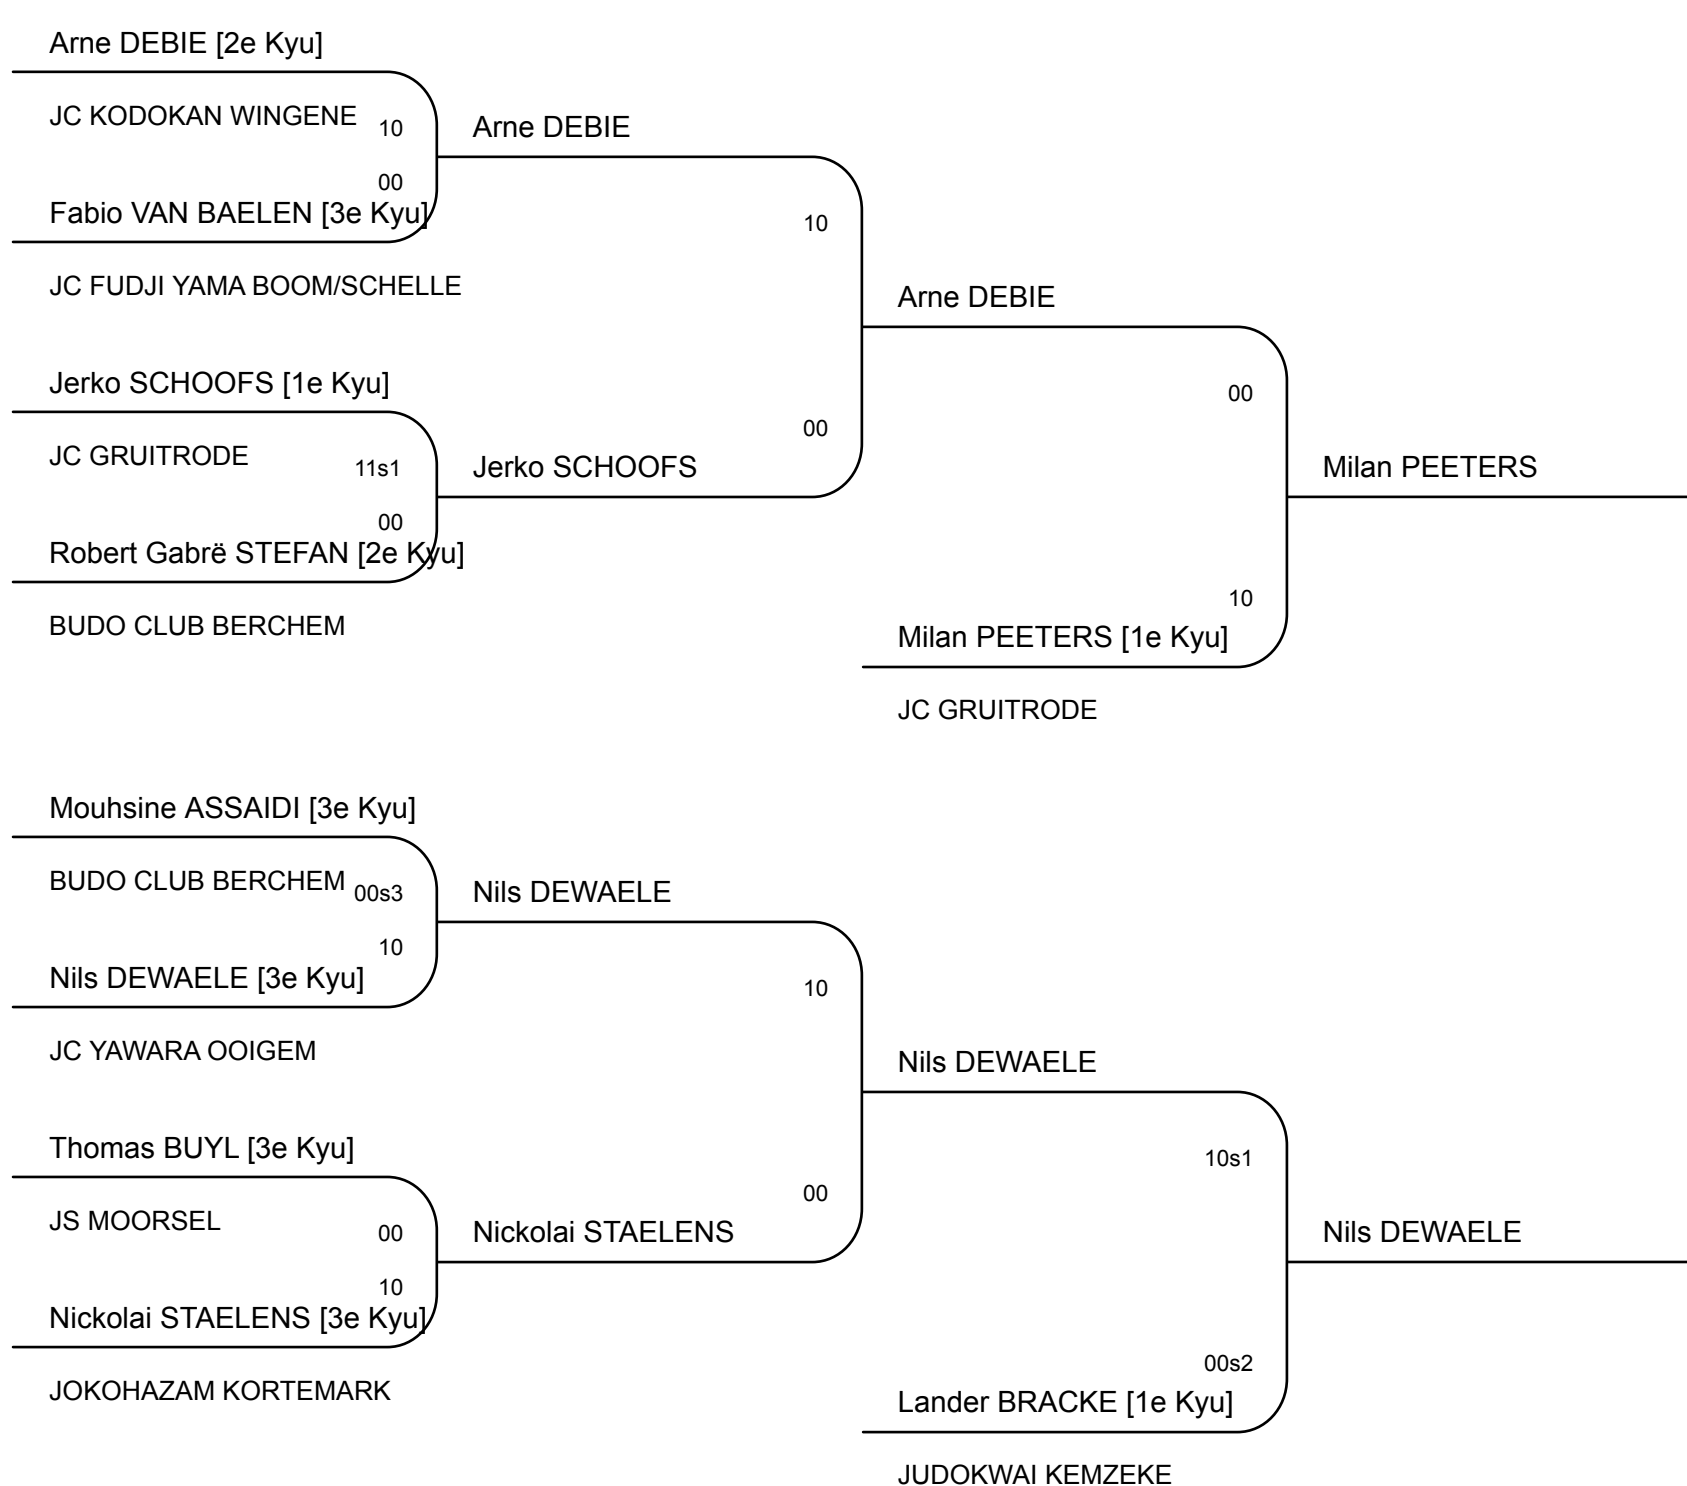 Arne DEBIE [2e Kyu]
JC KODOKAN WINGENE
10
Arne DEBIE
00
Fabio VAN BAELEN [3e Kyu]
10
JC FUDJI YAMA BOOM/SCHELLE
Arne DEBIE
Jerko SCHOOFS [1e Kyu]
00
00
JC GRUITRODE
11s1
Jerko SCHOOFS
Milan PEETERS
00
Robert Gabrë STEFAN [2e Kyu]
10
BUDO CLUB BERCHEM
Milan PEETERS [1e Kyu]
JC GRUITRODE
Mouhsine ASSAIDI [3e Kyu]
BUDO CLUB BERCHEM
00s3
Nils DEWAELE
10
Nils DEWAELE [3e Kyu]
10
JC YAWARA OOIGEM
Nils DEWAELE
Thomas BUYL [3e Kyu]
10s1
00
JS MOORSEL
00
Nickolai STAELENS
Nils DEWAELE
10
Nickolai STAELENS [3e Kyu]
00s2
JOKOHAZAM KORTEMARK
Lander BRACKE [1e Kyu]
JUDOKWAI KEMZEKE